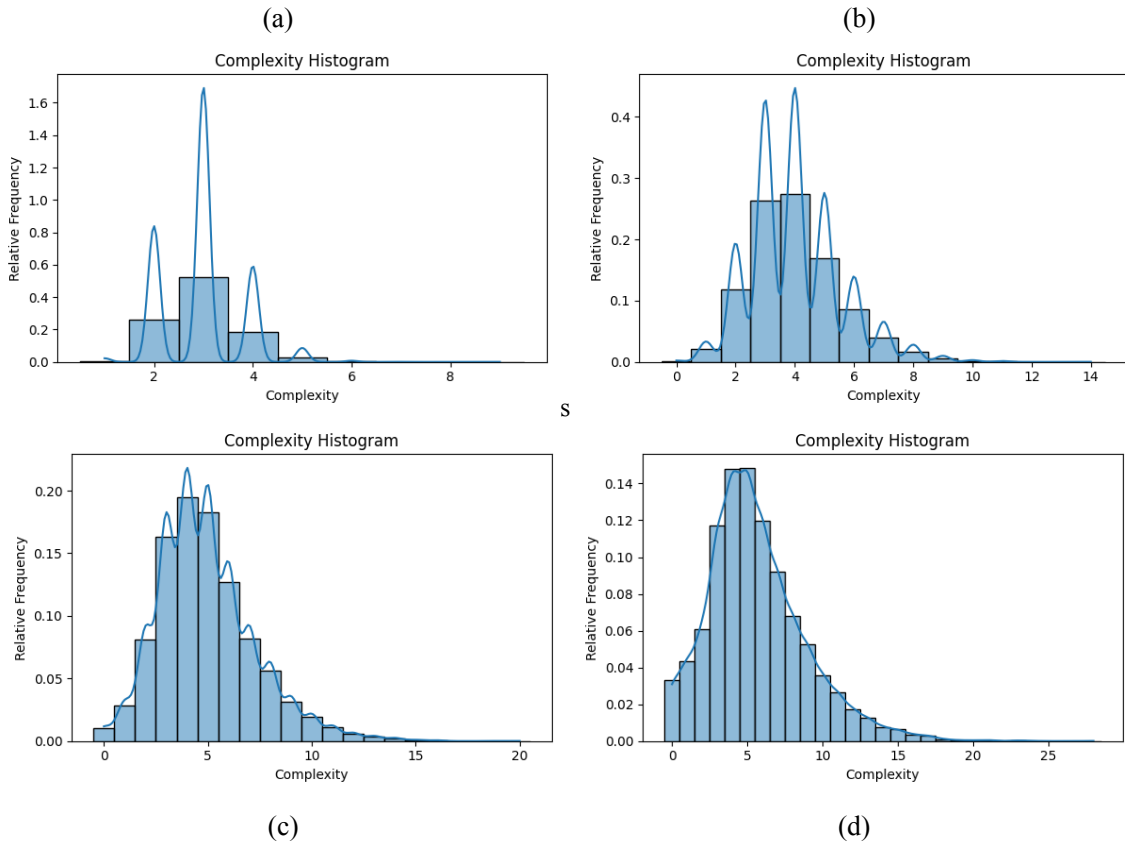 (a)
(b)
Complexity Histogram
Relative Frequency
1.6
1.4
1.2
1.0
0.8
0.6
0.4
0.2
0.0
2 4 6 8
Complexity
Complexity Histogram
Relative Frequency
0.4
0.3
0.2
0.1
0.0
0 2 4 6 8 10 12 14
Complexity
s
Complexity Histogram
Relative Frequency
0.20
0.15
0.10
0.05
0.00
0 5 10 15 20
Complexity
Complexity Histogram
Relative Frequency
0.14
0.12
0.10
0.08
0.06
0.04
0.02
0.00
0 5 10 15 20 25
Complexity
(c)
(d)